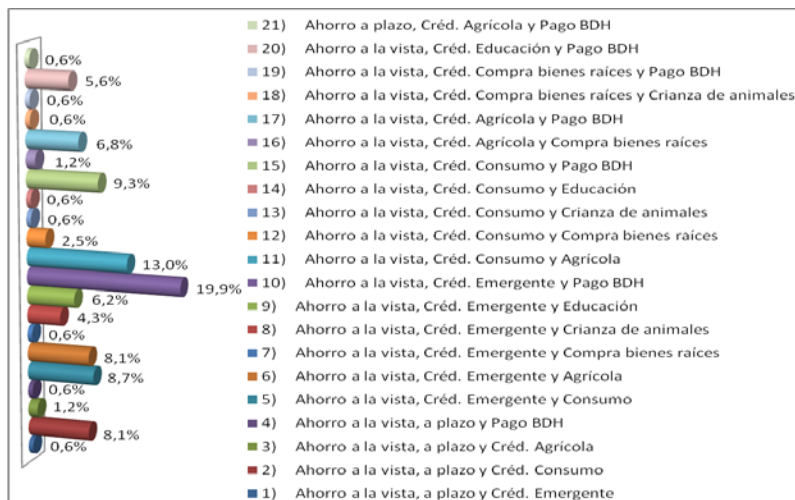 21) Ahorro a plazo, Créd. Agrícola y Pago BDH
20) Ahorro a la vista, Créd. Educación y Pago BDH
19) Ahorro a la vista, Créd. Compra bienes raíces y Pago BDH
18) Ahorro a la vista, Créd. Compra bienes raíces y Crianza de animales
17) Ahorro a la vista, Créd. Agrícola y Pago BDH
16) Ahorro a la vista, Créd. Agrícola y Compra bienes raíces
15) Ahorro a la vista, Créd. Consumo y Pago BDH
14) Ahorro a la vista, Créd. Consumo y Educación
13) Ahorro a la vista, Créd. Consumo y Crianza de animales
12) Ahorro a la vista, Créd. Consumo y Compra bienes raíces
11) Ahorro a la vista, Créd. Consumo y Agrícola
10) Ahorro a la vista, Créd. Emergente y Pago BDH
9) Ahorro a la vista, Créd. Emergente y Educación
8) Ahorro a la vista, Créd. Emergente y Crianza de animales
7) Ahorro a la vista, Créd. Emergente y Compra bienes raíces
6) Ahorro a la vista, Créd. Emergente y Agrícola
5) Ahorro a la vista, Créd. Emergente y Consumo
4) Ahorro a la vista, a plazo y Pago BDH
3) Ahorro a la vista, a plazo y Créd. Agrícola
2) Ahorro a la vista, a plazo y Créd. Consumo
1) Ahorro a la vista, a plazo y Créd. Emergente
0,6%
5,6%
0,6%
0,6%
6,8%
1,2%
9,3%
0,6%
0,6%
2,5%
13,0%
19,9%
6,2%
4,3%
0,6%
8,1%
8,7%
0,6%
1,2%
8,1%
0,6%